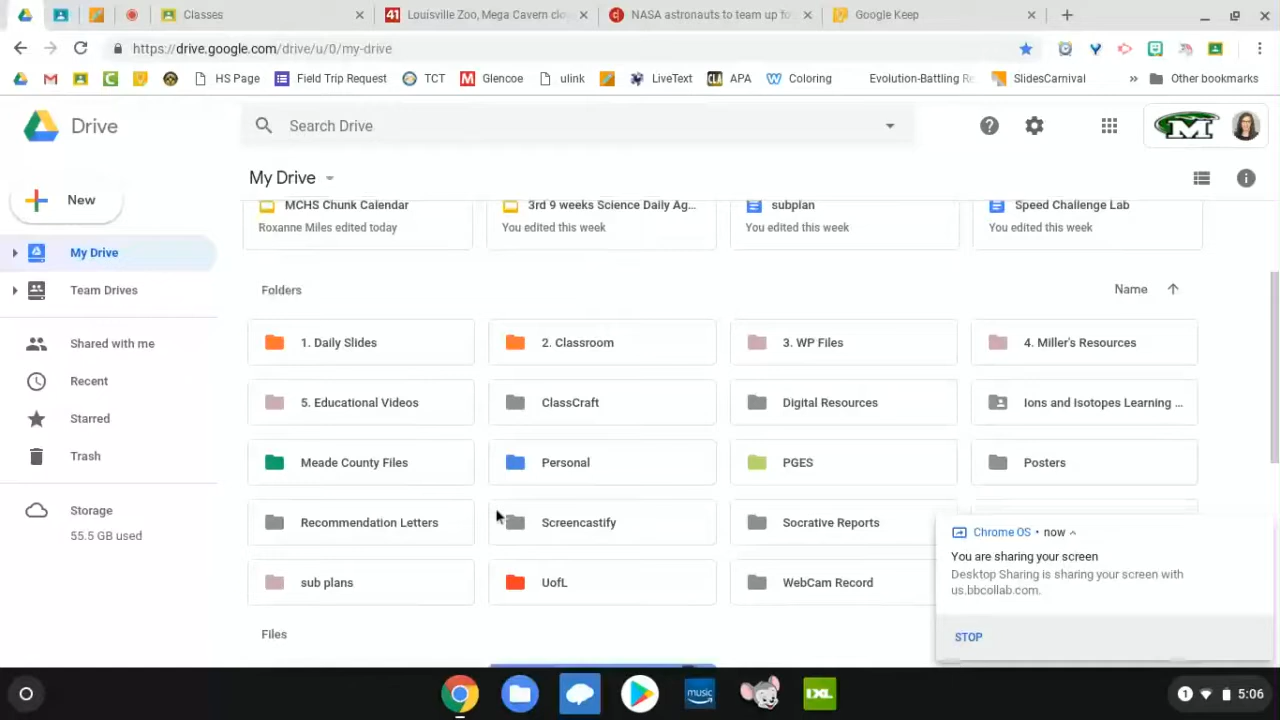 Classes
Louisville Zoo, Mega Cavern clo
NASA astronauts to team up fo
Google Keep
https://drive.google.com/drive/u/0/my-drive
HS Page
Field Trip Request
TCT
Glencoe
ulink
LiveText
CLA
APA
Coloring
Evolution-Battling Re
SlidesCarnival
» Other bookmarks
Drive
Search Drive
M
New
My Drive
MCHS Chunk Calendar
Roxanne Miles edited today
3rd 9 weeks Science Daily Ag...
You edited this week
subplan
You edited this week
Speed Challenge Lab
You edited this week
My Drive
Team Drives
Shared with me
Recent
Starred
Trash
Storage
55.5 GB used
Folders
Name
1. Daily Slides
2. Classroom
3. WP Files
4. Miller's Resources
5. Educational Videos
ClassCraft
Digital Resources
Ions and Isotopes Learning ...
Meade County Files
Personal
PGES
Posters
Recommendation Letters
Screencastify
Socrative Reports
sub plans
UofL
WebCam Record
Files
Chrome OS • now
You are sharing your screen
Desktop Sharing is sharing your screen with
us.bbcollab.com.
STOP
music
IXL
1
5:06